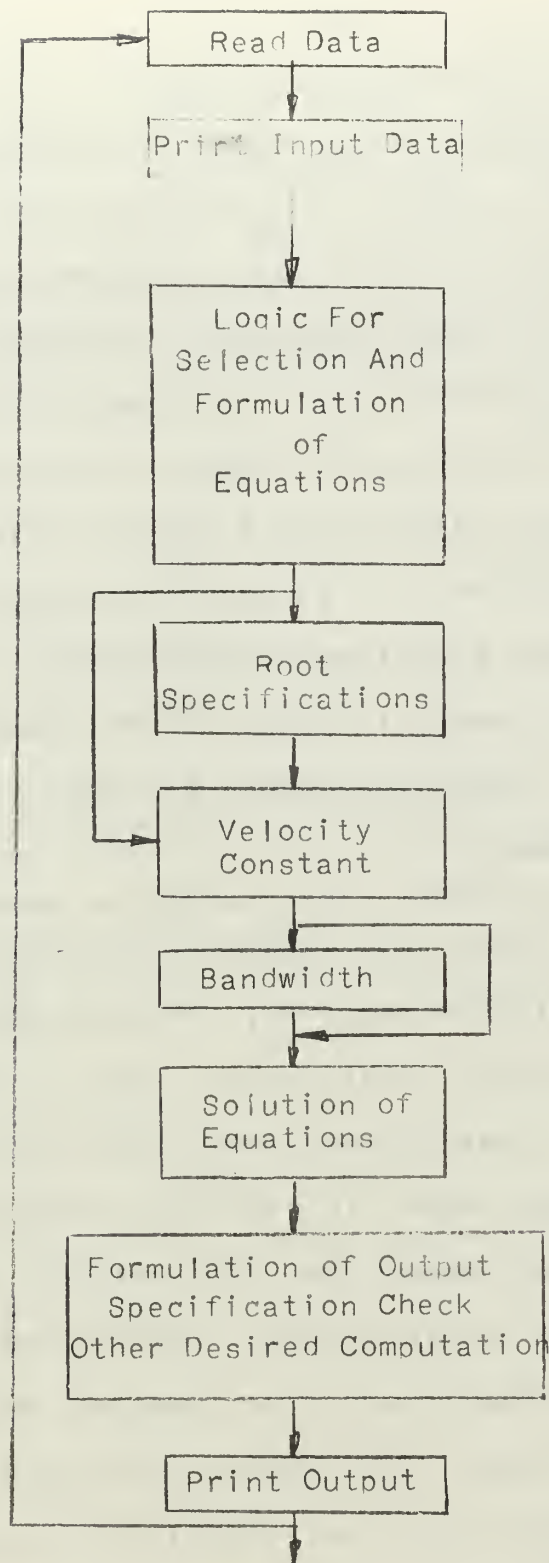 Read Data
Print Input Data
Logic For
Selection And
Formulation
of
Equations
Root
Specifications
Velocity
Constant
Bandwidth
Solution of
Equations
Formulation of Output
Specification Check
Other Desired Computation
Print Output